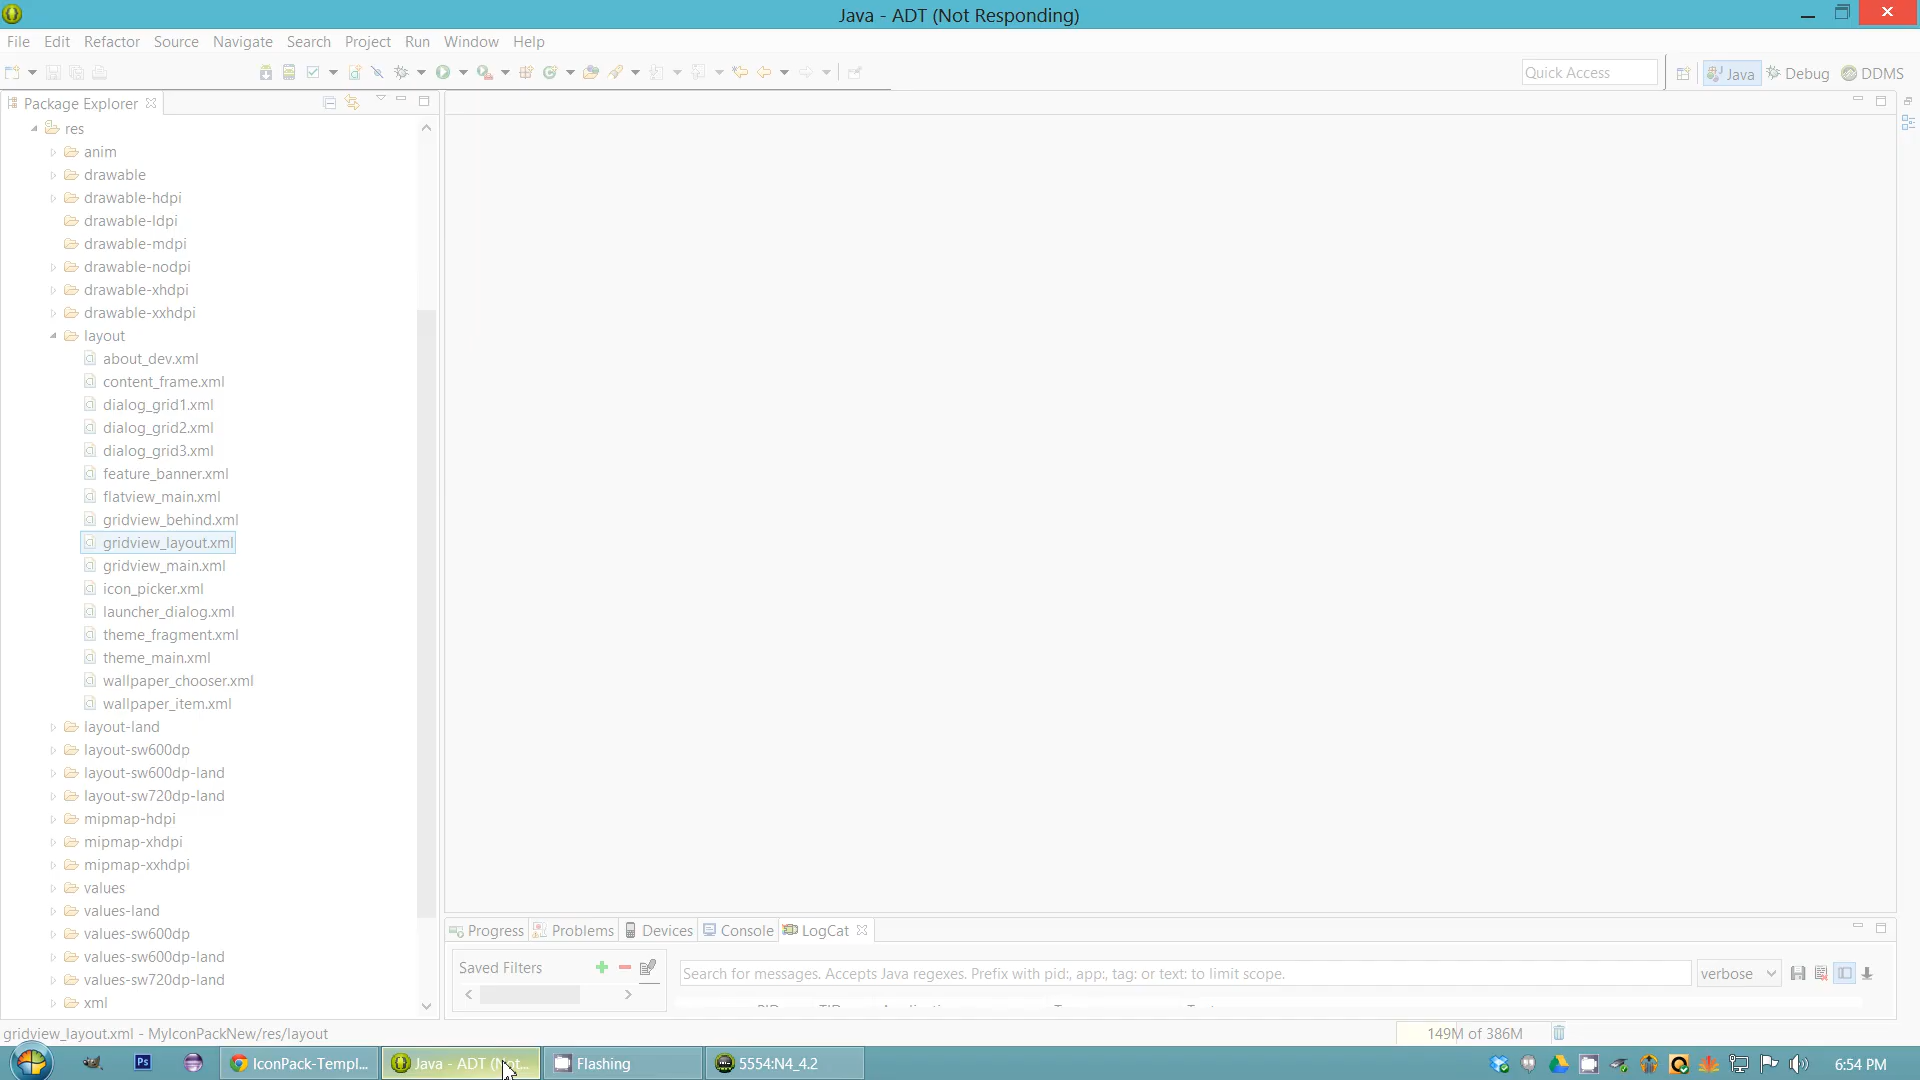 Java - ADT (Not Responding)
File Edit Refactor Source Navigate Search Project Run Window Help
Quick Access
Java Debug DDMS
Package Explorer
res
anim
drawable
drawable-hdpi
drawable-ldpi
drawable-mdpi
drawable-nodpi
drawable-xhdpi
drawable-xxhdpi
layout
about_dev.xml
content_frame.xml
dialog_grid1.xml
dialog_grid2.xml
dialog_grid3.xml
feature_banner.xml
flatview_main.xml
gridview_behind.xml
gridview_layout.xml
gridview_main.xml
icon_picker.xml
launcher_dialog.xml
theme_fragment.xml
theme_main.xml
wallpaper_chooser.xml
wallpaper_item.xml
layout-land
layout-sw600dp
layout-sw600dp-land
layout-sw720dp-land
mipmap-hdpi
mipmap-xhdpi
mipmap-xxhdpi
values
values-land
values-sw600dp
values-sw600dp-land
values-sw720dp-land
xml
Progress Problems Devices Console LogCat
Saved Filters
Search for messages. Accepts Java regexes. Prefix with pid:, app:, tag: or text: to limit scope.
verbose
gridview_layout.xml - MyIconPackNew/res/layout
149M of 386M
Ps
IconPack-Templ...
Java - ADT (Not...
Flashing
5554:N4_4.2
6:54 PM